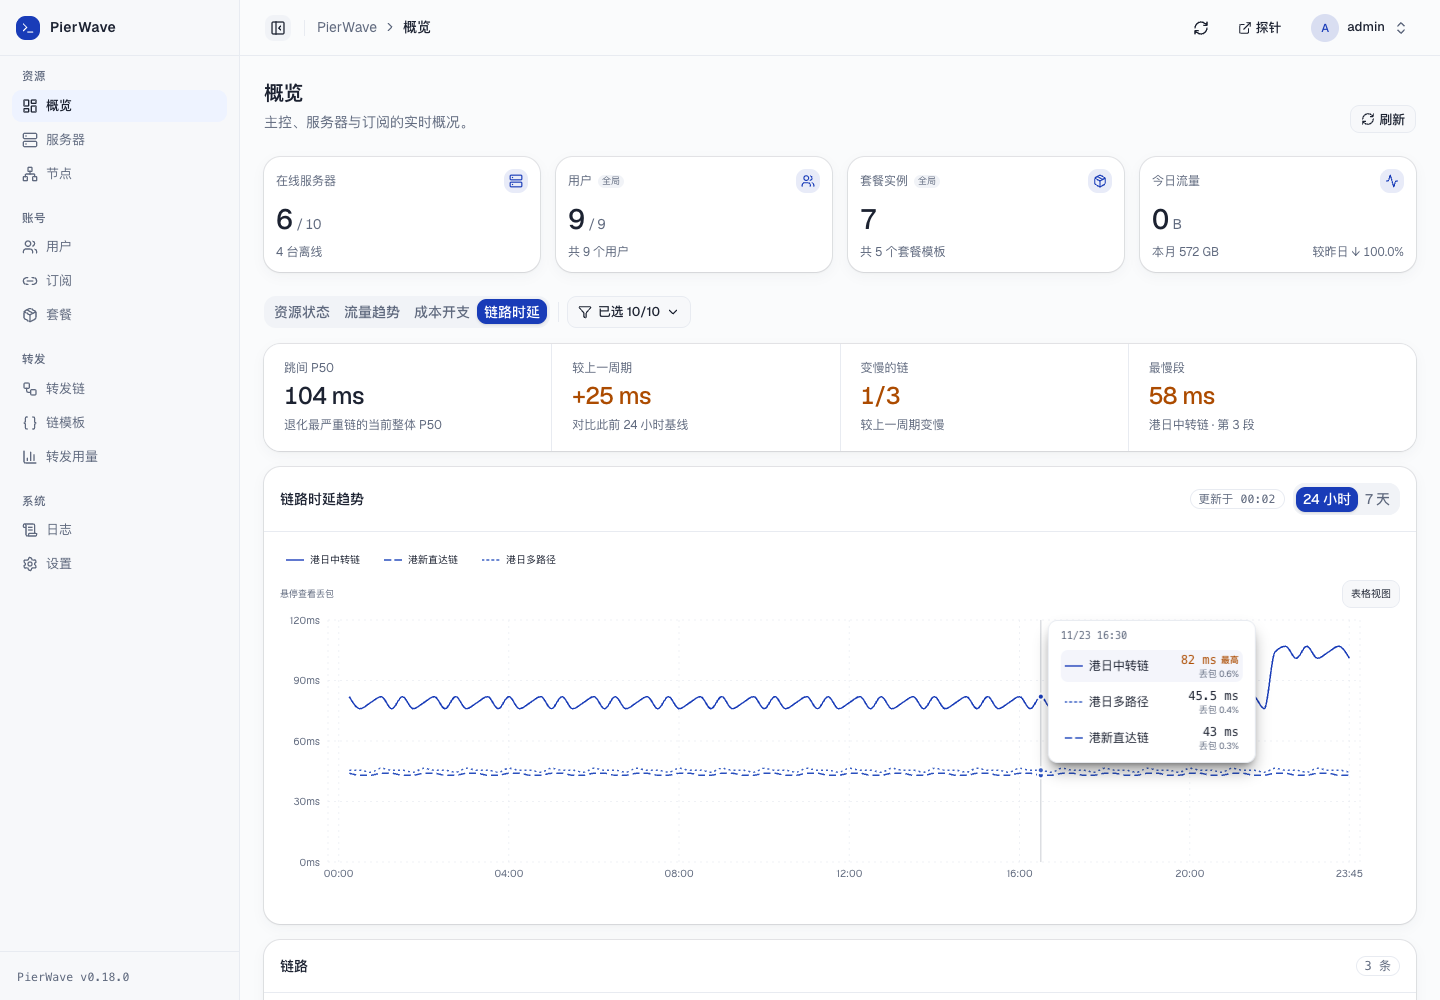 PierWave
PierWave > 概览
探针
A admin
资源
概览
服务器
节点
账号
用户
订阅
套餐
转发
转发链
链模板
转发用量
系统
日志
设置
PierWave v0.18.0
概览
主控、服务器与订阅的实时概况。
刷新
在线服务器
6 / 10
4 台离线
用户 全局
9 / 9
共 9 个用户
套餐实例 全局
7
共 5 个套餐模板
今日流量
0 B
本月 572 GB 较昨日 ↓ 100.0%
资源状态 流量趋势 成本开支 链路时延 已选 10/10
跳间 P50
104 ms
退化最严重链的当前整体 P50
较上一周期
+25 ms
对比此前 24 小时基线
变慢的链
1/3
较上一周期变慢
最慢段
58 ms
港日中转链 · 第 3 段
链路时延趋势
更新于 00:02
24 小时 7 天
港日中转链 港新直达链 港日多路径
悬停查看丢包
表格视图
120ms
90ms
60ms
30ms
0ms
00:00 04:00 08:00 12:00 16:00 20:00 23:45
11/23 16:30
港日中转链 82 ms 最高
丢包 0.6%
港日多路径 45.5 ms
丢包 0.4%
港新直达链 43 ms
丢包 0.3%
链路
3 条